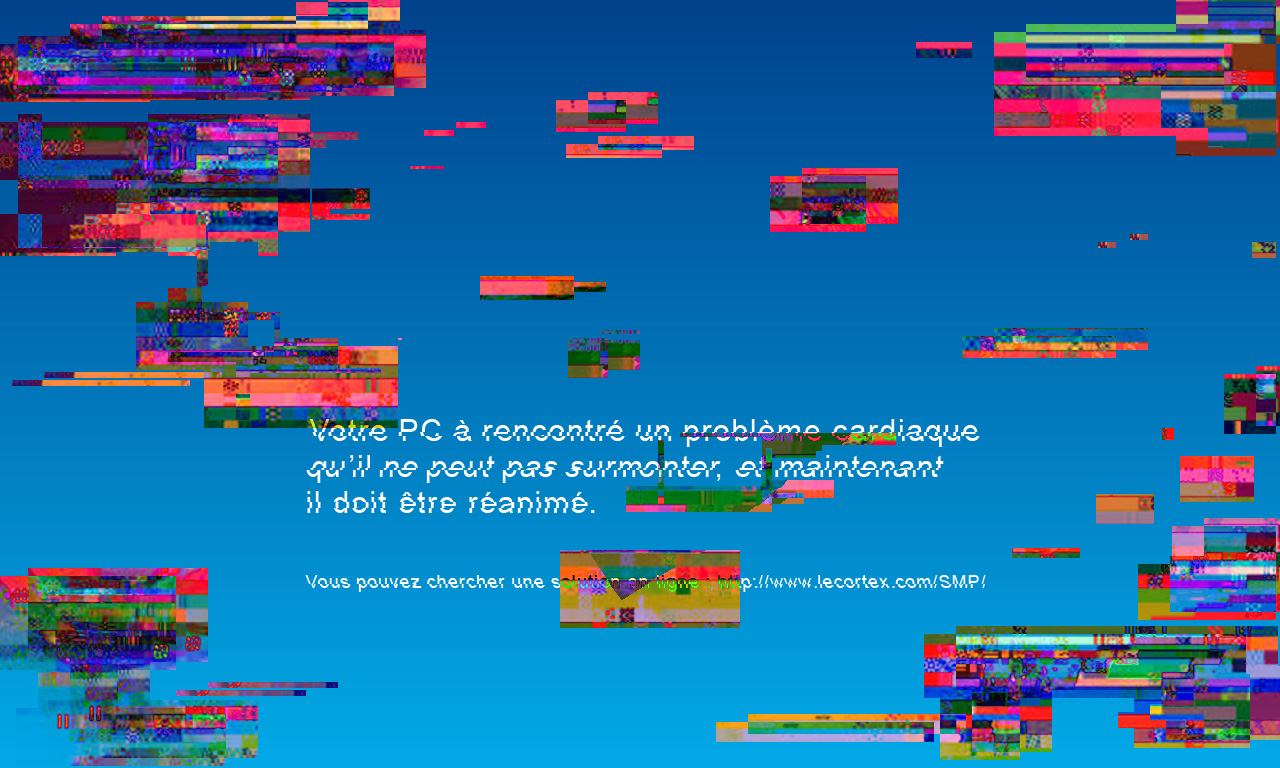 Votre PC à rencontré un problème cardiaque
qu'il ne peut pas surmonter, et maintenant
il doit être réanimé.
Vous pouvez chercher une solution en ligne : http://www.lecortex.com/SMP/